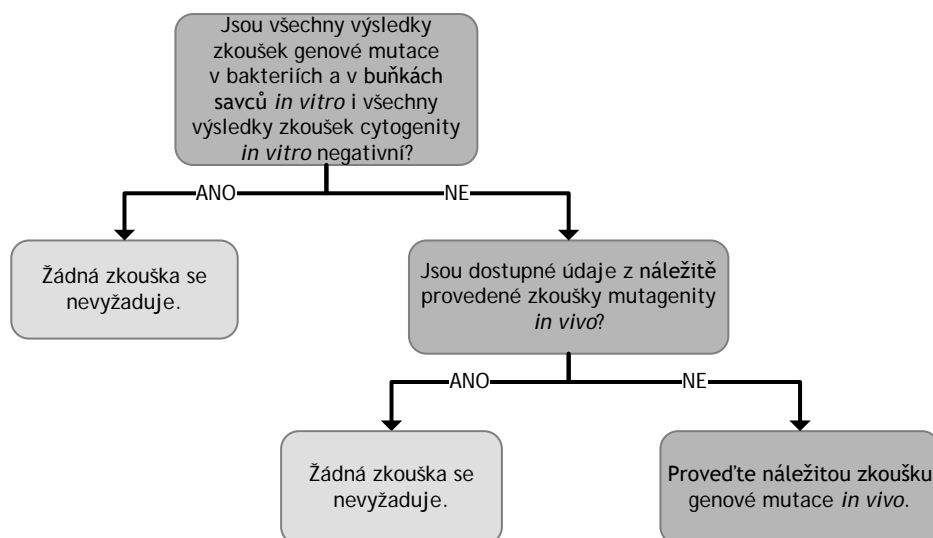 Jsou všechny výsledky
zkoušek genové mutace
v bakteriích a v buňkách
savců in vitro i všechny
výsledky zkoušek cytogenity
in vitro negativní?
ANO
NE
Žádná zkouška se
nevyžaduje.
Jsou dostupné údaje z náležitě
provedené zkoušky mutagenity
in vivo?
ANO
NE
Žádná zkouška se
nevyžaduje.
Proveďte náležitou zkoušku
genové mutace in vivo.